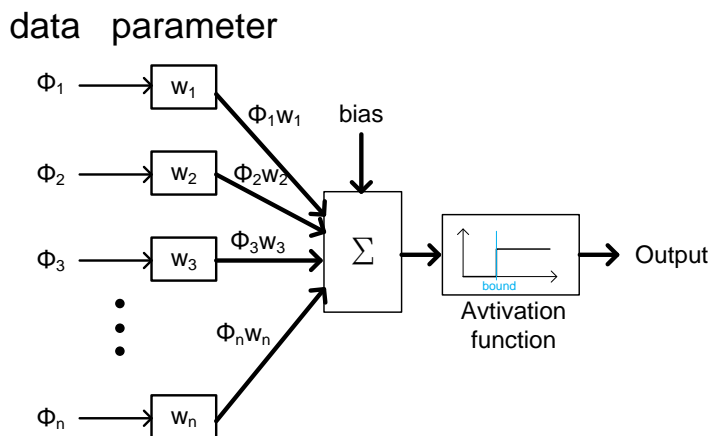 data parameter
Φ1
w1
Φ1w1
bias
Φ2
w2
Φ2w2
Φ3
w3
Φ3w3
Σ
bound
Output
Avtivation
function
Φnwn
Φn
wn